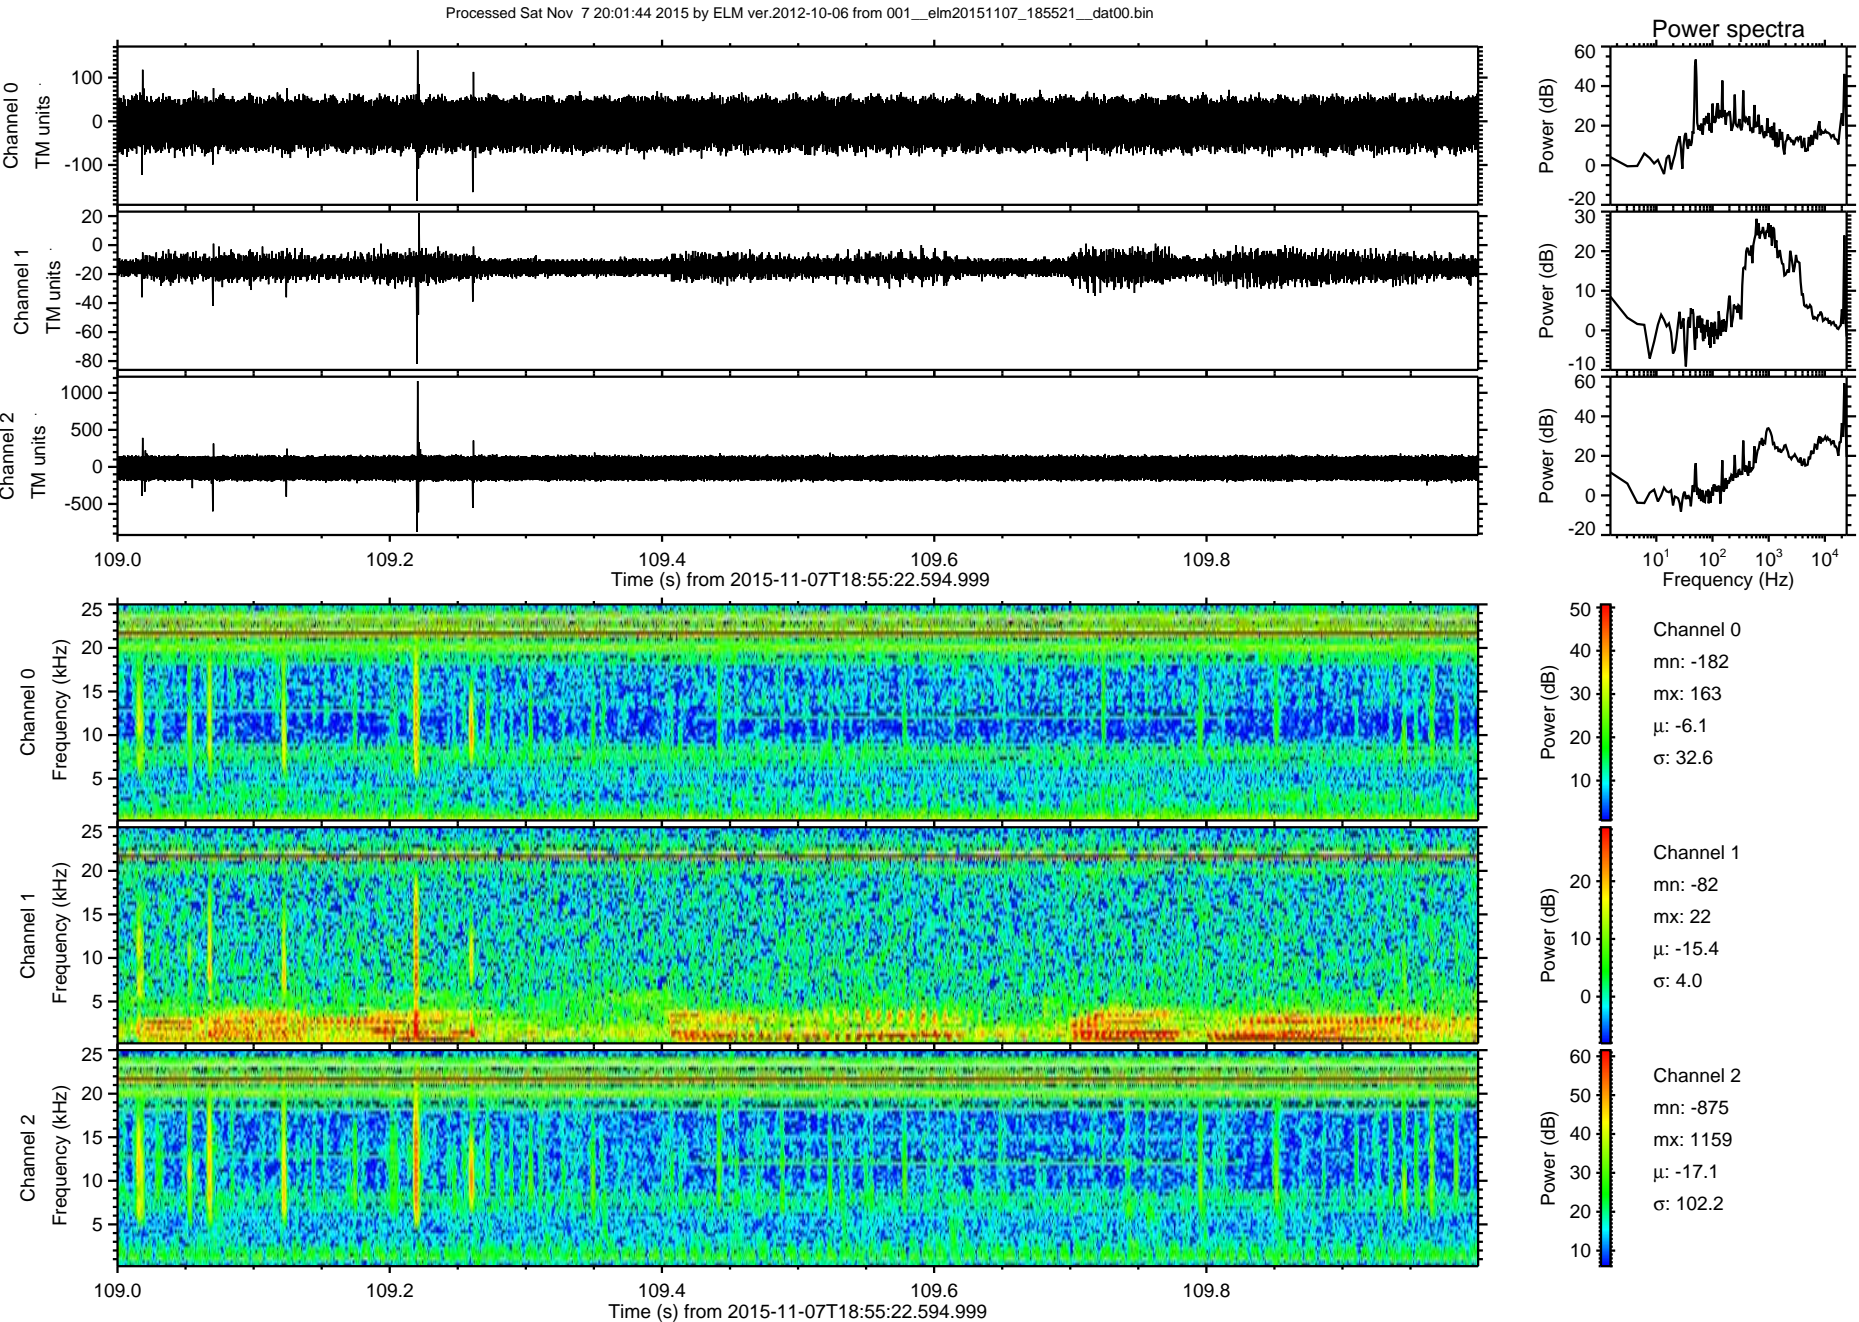 Processed Sat Nov  7 20:01:44 2015 by ELM ver.2012-10-06 from 001__elm20151107_185521__dat00.bin
Power spectra
Channel 0
TM units
100
0
-100
Power (dB)
60
40
20
0
-20
Channel 1
TM units
20
0
-20
-40
-60
-80
Power (dB)
30
20
10
0
-10
Channel 2
TM units
1000
500
0
-500
Power (dB)
60
40
20
0
-20
109.0 109.2 109.4 109.6 109.8
Time (s) from 2015-11-07T18:55:22.594.999
10^1 10^2 10^3 10^4
Frequency (Hz)
Channel 0
Frequency (kHz)
25
20
15
10
5
Power (dB)
50
40
30
20
10
Channel 0
mn: -182
mx: 163
μ: -6.1
σ: 32.6
Channel 1
Frequency (kHz)
25
20
15
10
5
Power (dB)
20
10
0
Channel 1
mn: -82
mx: 22
μ: -15.4
σ: 4.0
Channel 2
Frequency (kHz)
25
20
15
10
5
Power (dB)
60
50
40
30
20
10
Channel 2
mn: -875
mx: 1159
μ: -17.1
σ: 102.2
109.0 109.2 109.4 109.6 109.8
Time (s) from 2015-11-07T18:55:22.594.999